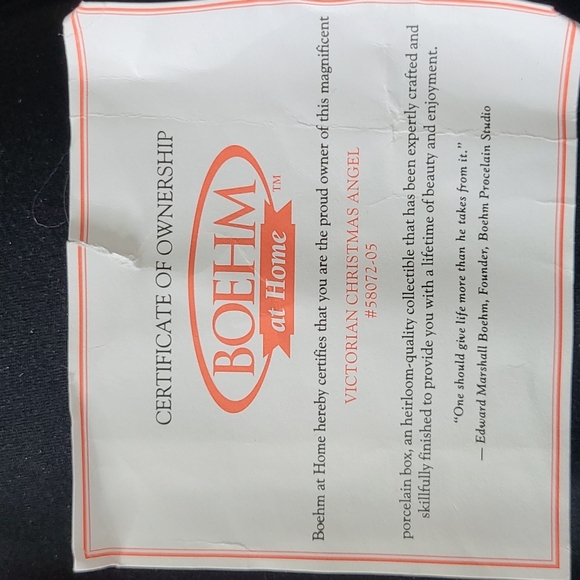 CERTIFICATE OF OWNERSHIP
BOEHM™
at Home
Boehm at Home hereby certifies that you are the proud owner of this magnificent
VICTORIAN CHRISTMAS ANGEL
#58072-05
porcelain box, an heirloom-quality collectible that has been expertly crafted and
skillfully finished to provide you with a lifetime of beauty and enjoyment.
“One should give life more than he takes from it.”
— Edward Marshall Boehm, Founder, Boehm Porcelain Studio